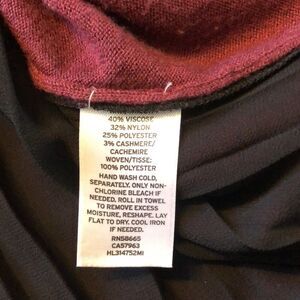 40% VISCOSE
32% NYLON
25% POLYESTER
3% CASHMERE/
CACHEMIRE
WOVEN/TISSE:
100% POLYESTER
HAND WASH COLD,
SEPARATELY. ONLY NON-
CHLORINE BLEACH IF
NEEDED. ROLL IN TOWEL
TO REMOVE EXCESS
MOISTURE, RESHAPE. LAY
FLAT TO DRY. COOL IRON
IF NEEDED.
RN58665
CA57963
HL314752MI